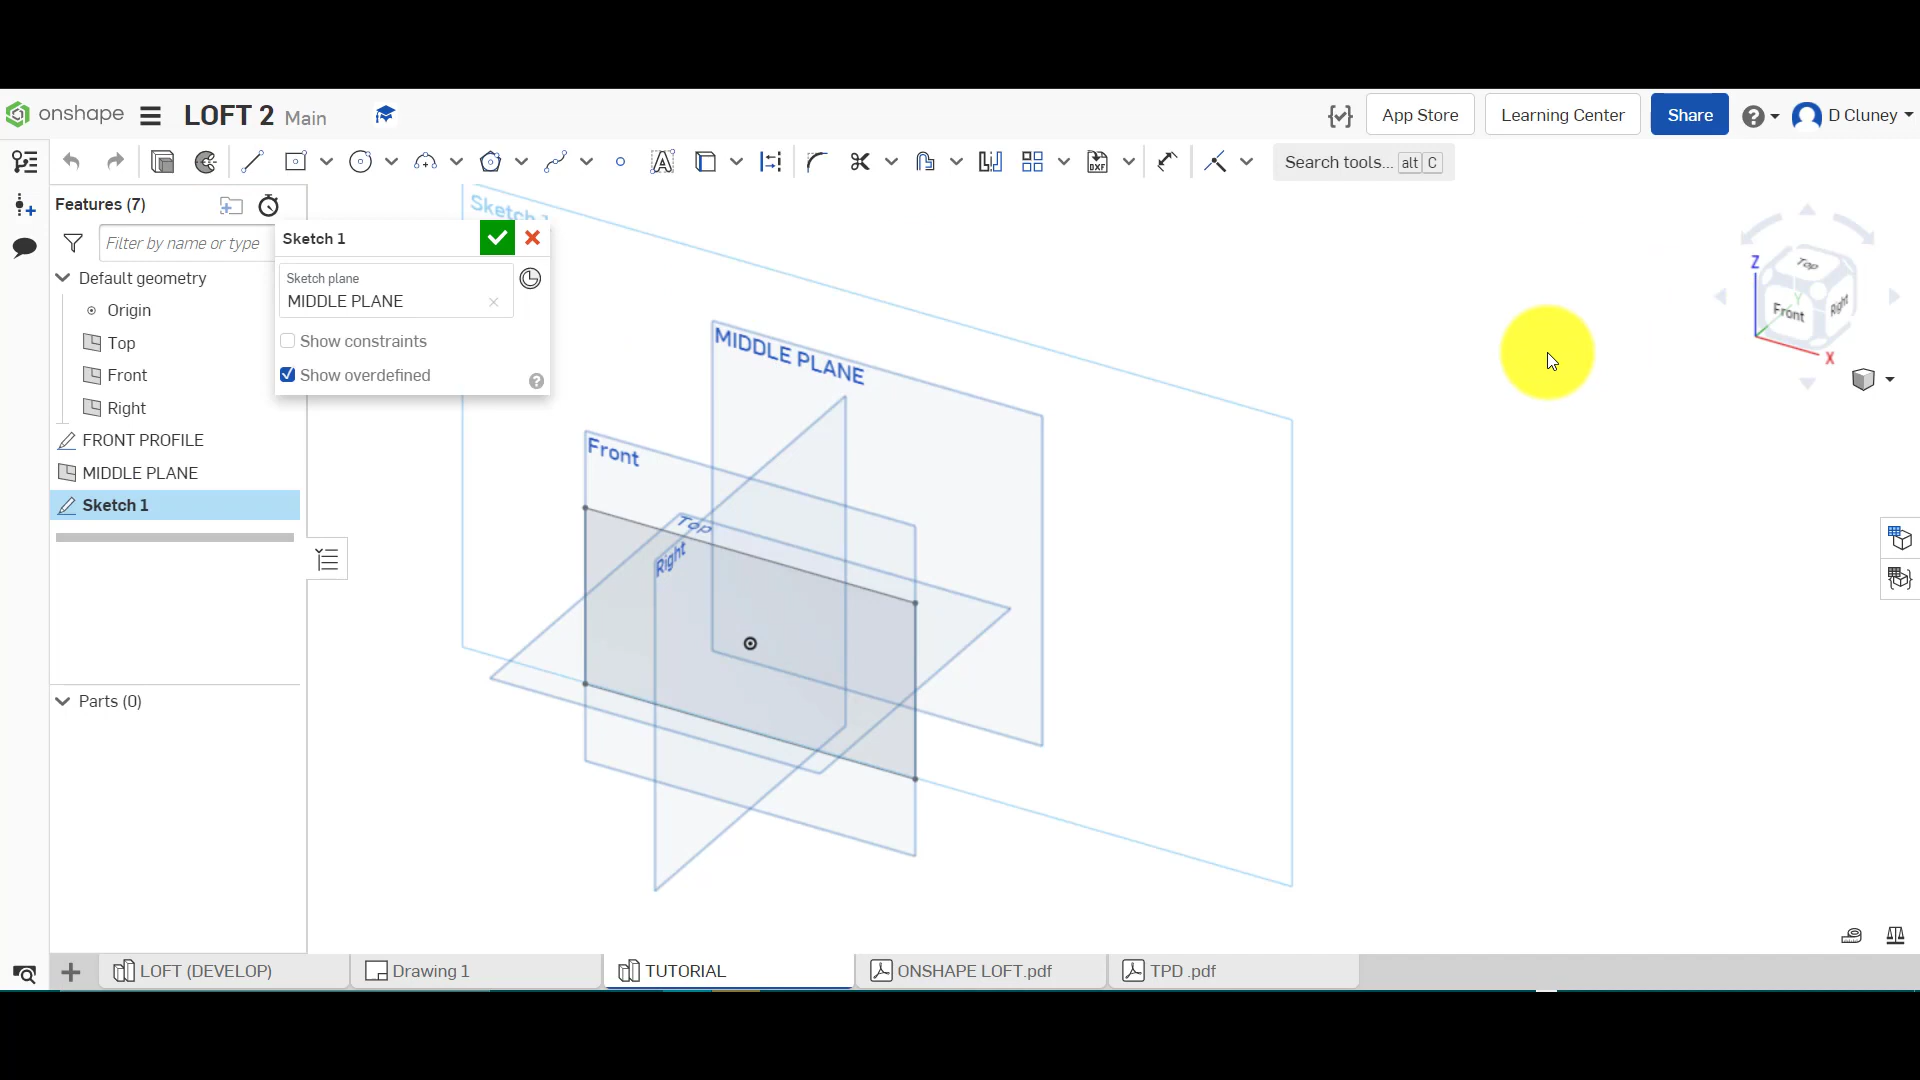 onshape LOFT 2 Main App Store Learning Center Share D Cluney
Search tools... alt C
Features (7)
Filter by name or type
Default geometry
Origin
Top
Front
Right
FRONT PROFILE
MIDDLE PLANE
Sketch 1
Parts (0)
Sketch 1
Sketch plane
MIDDLE PLANE
Show constraints
Show overdefined
Sketch 1
MIDDLE PLANE
Front
Top
Right
Z
Top
Y
Front
Right
X
DXF
LOFT (DEVELOP) Drawing 1 TUTORIAL ONSHAPE LOFT.pdf TPD .pdf